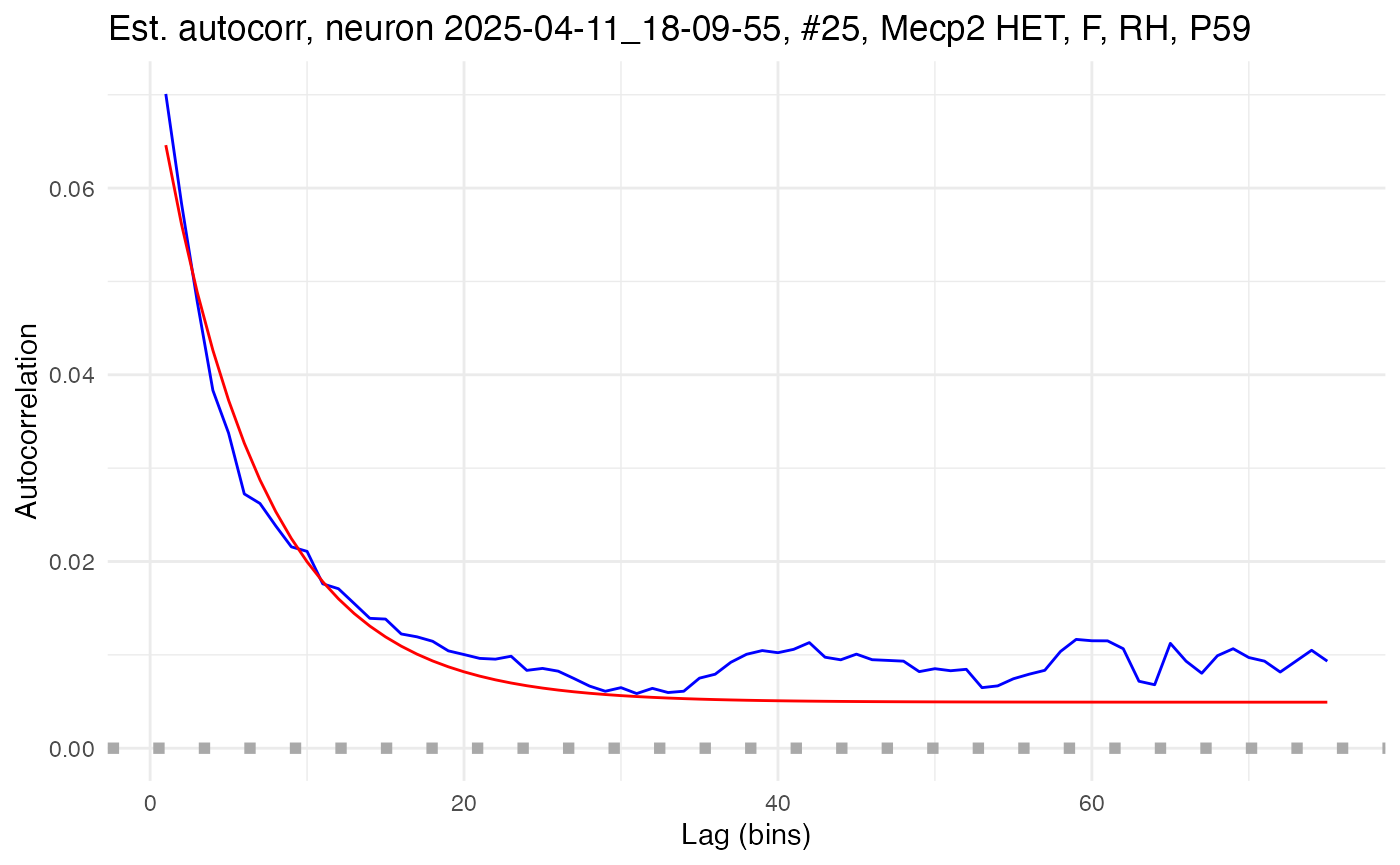 Est. autocorr, neuron 2025-04-11_18-09-55, #25, Mecp2 HET, F, RH, P59
Autocorrelation
0.06
0.04
0.02
0.00
0 20 40 60
Lag (bins)